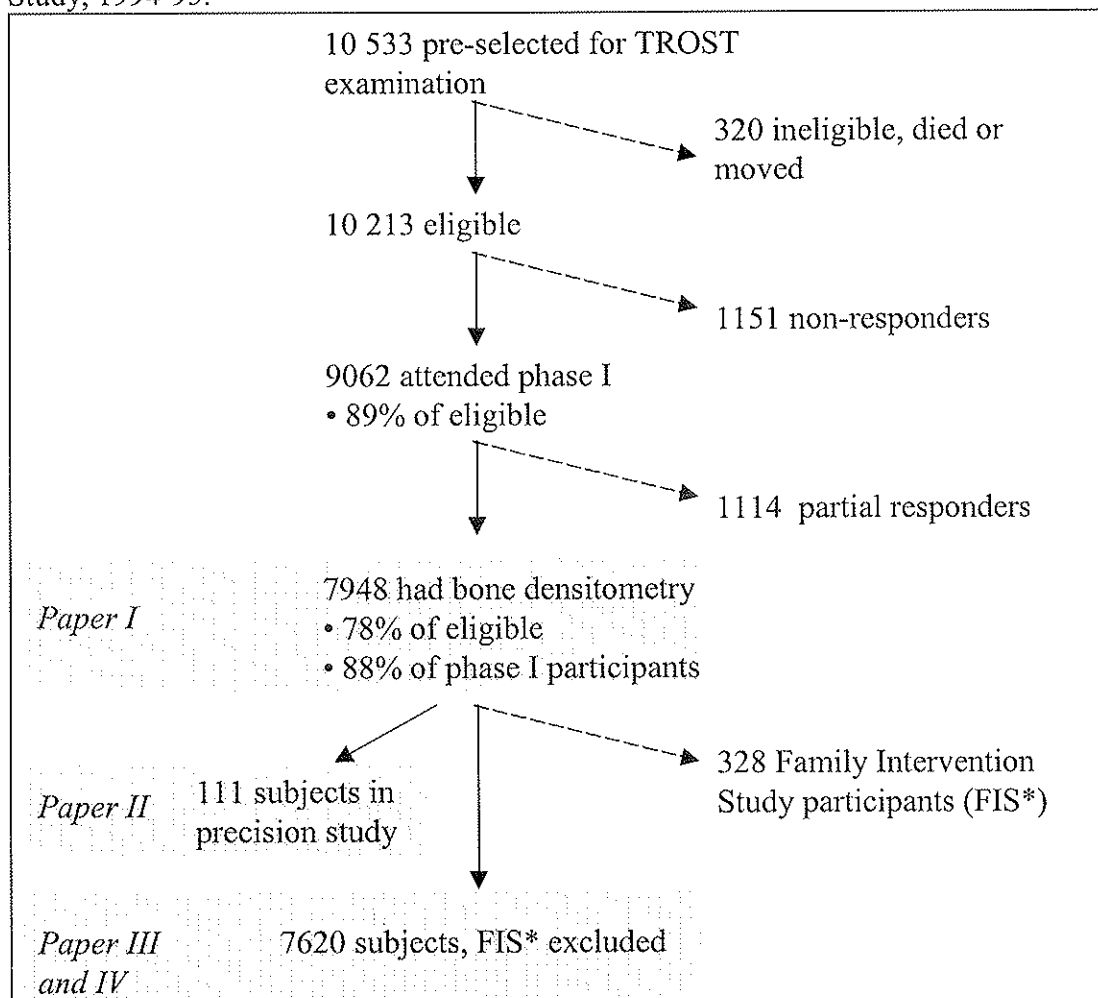 Study, 1994-95.
10 533 pre-selected for TROST
examination
320 ineligible, died or
moved
10 213 eligible
1151 non-responders
9062 attended phase I
• 89% of eligible
1114 partial responders
Paper I
7948 had bone densitometry
• 78% of eligible
• 88% of phase I participants
328 Family Intervention
Study participants (FIS*)
Paper II
111 subjects in
precision study
Paper III
and IV
7620 subjects, FIS* excluded